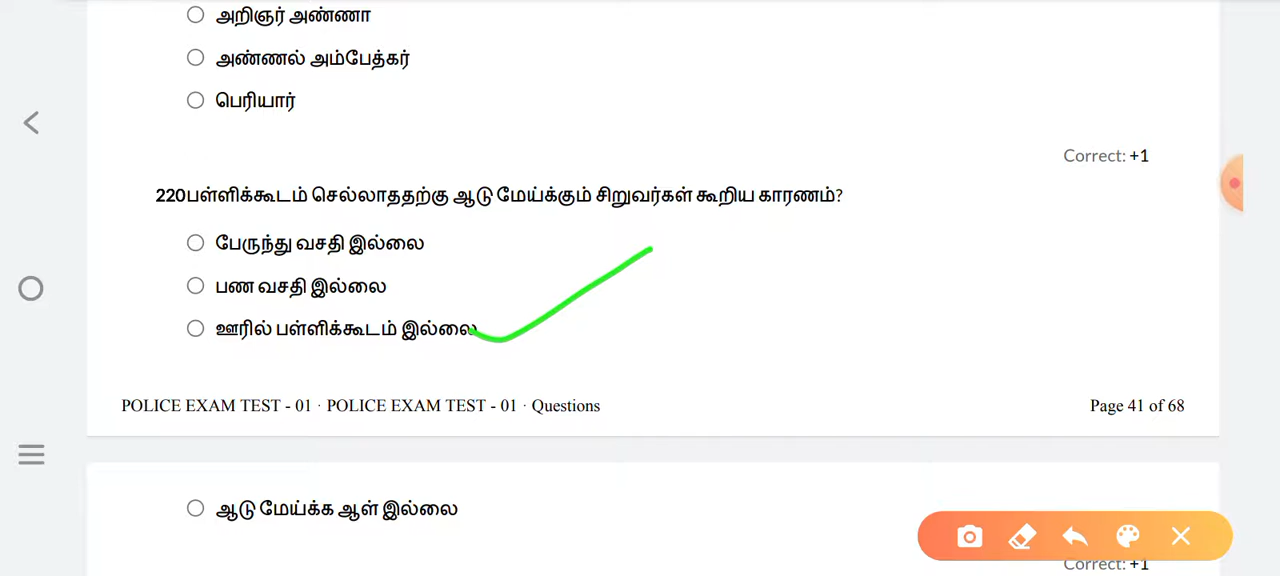 அறிஞர் அண்ணா
அண்ணல் அம்பேத்கர்
பெரியார்
Correct: +1
220பள்ளிக்கூடம் செல்லாததற்கு ஆடு மேய்க்கும் சிறுவர்கள் கூறிய காரணம்?
பேருந்து வசதி இல்லை
பண வசதி இல்லை
ஊரில் பள்ளிக்கூடம் இல்லை
POLICE EXAM TEST - 01 · POLICE EXAM TEST - 01 · Questions Page 41 of 68
ஆடு மேய்க்க ஆள் இல்லை
Correct: +1